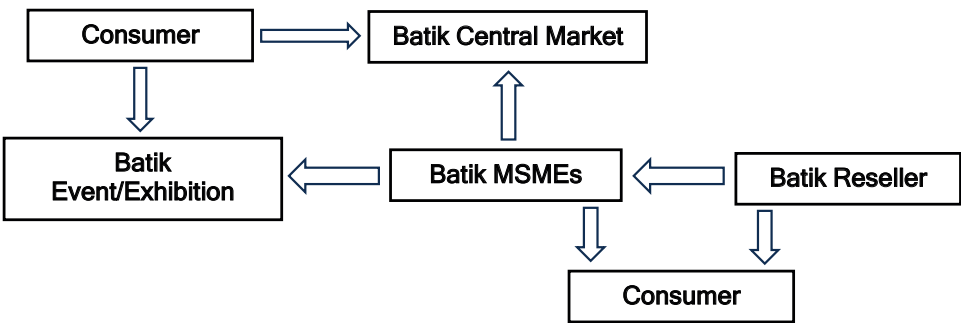 Consumer
Batik Central Market
Batik
Event/Exhibition
Batik MSMEs
Batik Reseller
Consumer